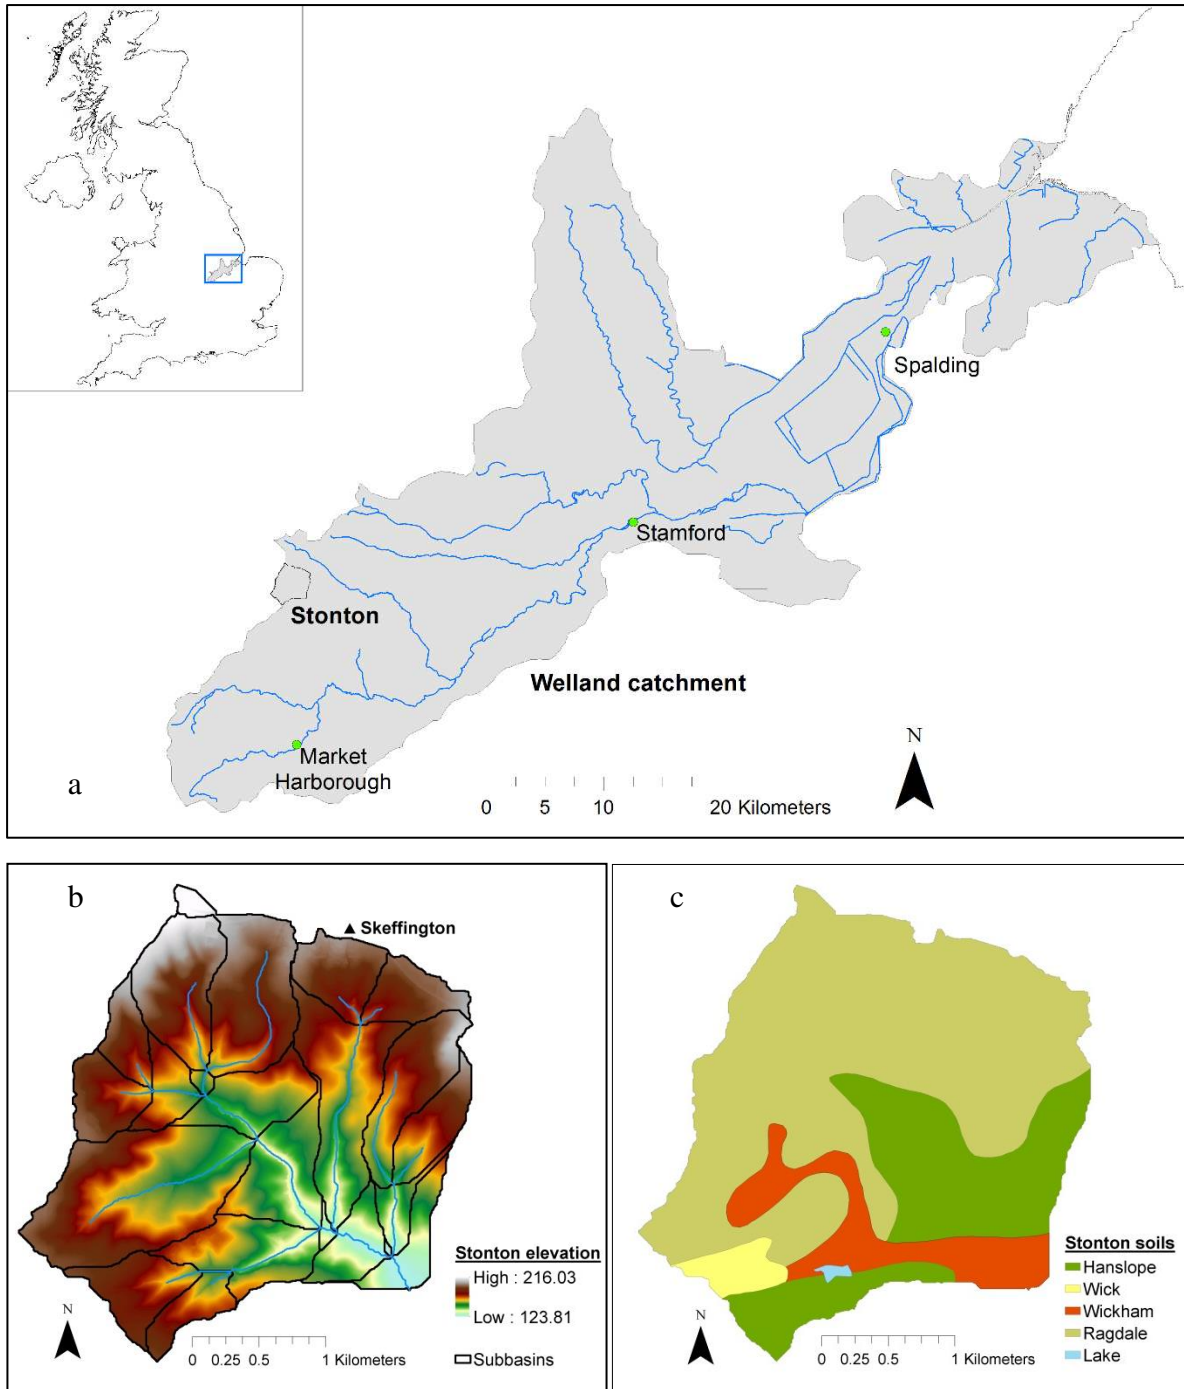 Spalding
Stamford
Stonton
Welland catchment
Market
Harborough
N
0 5 10 20 Kilometers
a
b
▲ Skeffington
Stonton elevation
High : 216.03
Low : 123.81
Subbasins
N
0 0.25 0.5 1 Kilometers
c
Stonton soils
Hanslope
Wick
Wickham
Ragdale
Lake
N
0 0.25 0.5 1 Kilometers